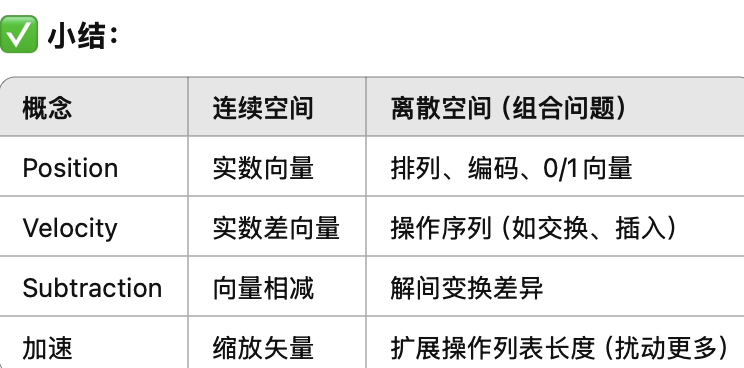 ✅ 小结：
概念 连续空间 离散空间（组合问题）
Position 实数向量 排列、编码、0/1向量
Velocity 实数差向量 操作序列（如交换、插入）
Subtraction 向量相减 解间变换差异
加速 缩放矢量 扩展操作列表长度（扰动更多）